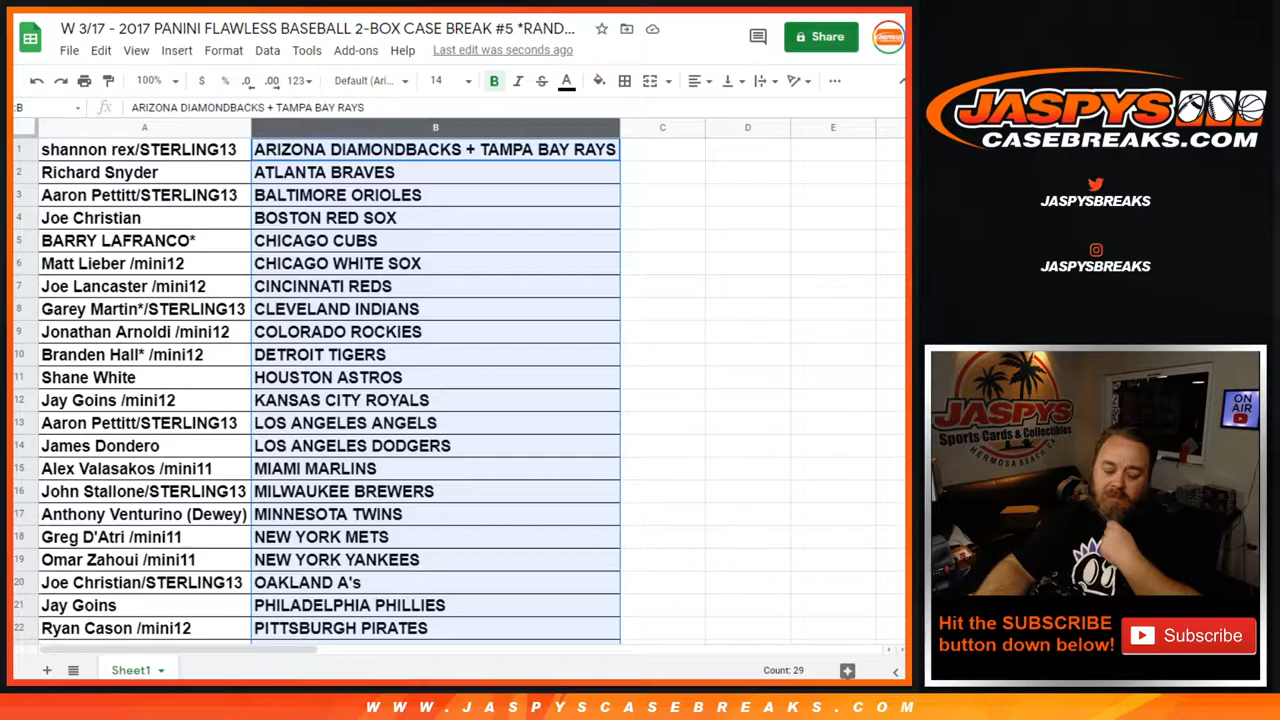 W 3/17 - 2017 PANINI FLAWLESS BASEBALL 2-BOX CASE BREAK #5 *RAND...
File Edit View Insert Format Data Tools Add-ons Help Last edit was seconds ago
Share
100% $ % .0 .00 123 Default (Ari... 14 B I S A
:B fx ARIZONA DIAMONDBACKS + TAMPA BAY RAYS
A B C D E
1 shannon rex/STERLING13 ARIZONA DIAMONDBACKS + TAMPA BAY RAYS
2 Richard Snyder ATLANTA BRAVES
3 Aaron Pettitt/STERLING13 BALTIMORE ORIOLES
4 Joe Christian BOSTON RED SOX
5 BARRY LAFRANCO* CHICAGO CUBS
6 Matt Lieber /mini12 CHICAGO WHITE SOX
7 Joe Lancaster /mini12 CINCINNATI REDS
8 Garey Martin*/STERLING13 CLEVELAND INDIANS
9 Jonathan Arnoldi /mini12 COLORADO ROCKIES
10 Branden Hall* /mini12 DETROIT TIGERS
11 Shane White HOUSTON ASTROS
12 Jay Goins /mini12 KANSAS CITY ROYALS
13 Aaron Pettitt/STERLING13 LOS ANGELES ANGELS
14 James Dondero LOS ANGELES DODGERS
15 Alex Valasakos /mini11 MIAMI MARLINS
16 John Stallone/STERLING13 MILWAUKEE BREWERS
17 Anthony Venturino (Dewey) MINNESOTA TWINS
18 Greg D'Atri /mini11 NEW YORK METS
19 Omar Zahoui /mini11 NEW YORK YANKEES
20 Joe Christian/STERLING13 OAKLAND A's
21 Jay Goins PHILADELPHIA PHILLIES
22 Ryan Cason /mini12 PITTSBURGH PIRATES
Sheet1 Count: 29
JASPYS
CASEBREAKS.COM
JASPYSBREAKS
JASPYSBREAKS
JASPYS
Sports Cards & Collectibles
HERMOSA BEACH, CA
ON
AIR
Hit the SUBSCRIBE
button down below!
Subscribe
WWW.JASPYSCASEBREAKS.COM